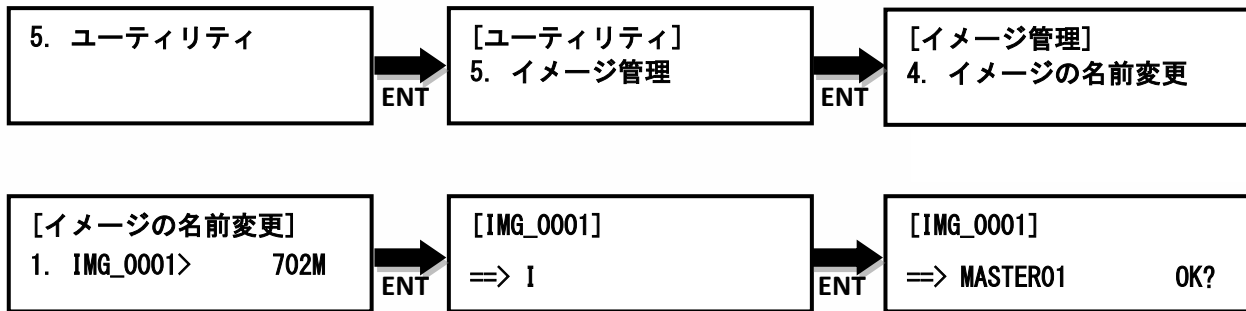 5. ユーティリティ
ENT
[ユーティリティ]
5. イメージ管理
ENT
[イメージ管理]
4. イメージの名前変更
[イメージの名前変更]
1. IMG_0001> 702M
ENT
[IMG_0001]
==> I
ENT
[IMG_0001]
==> MASTER01 OK?